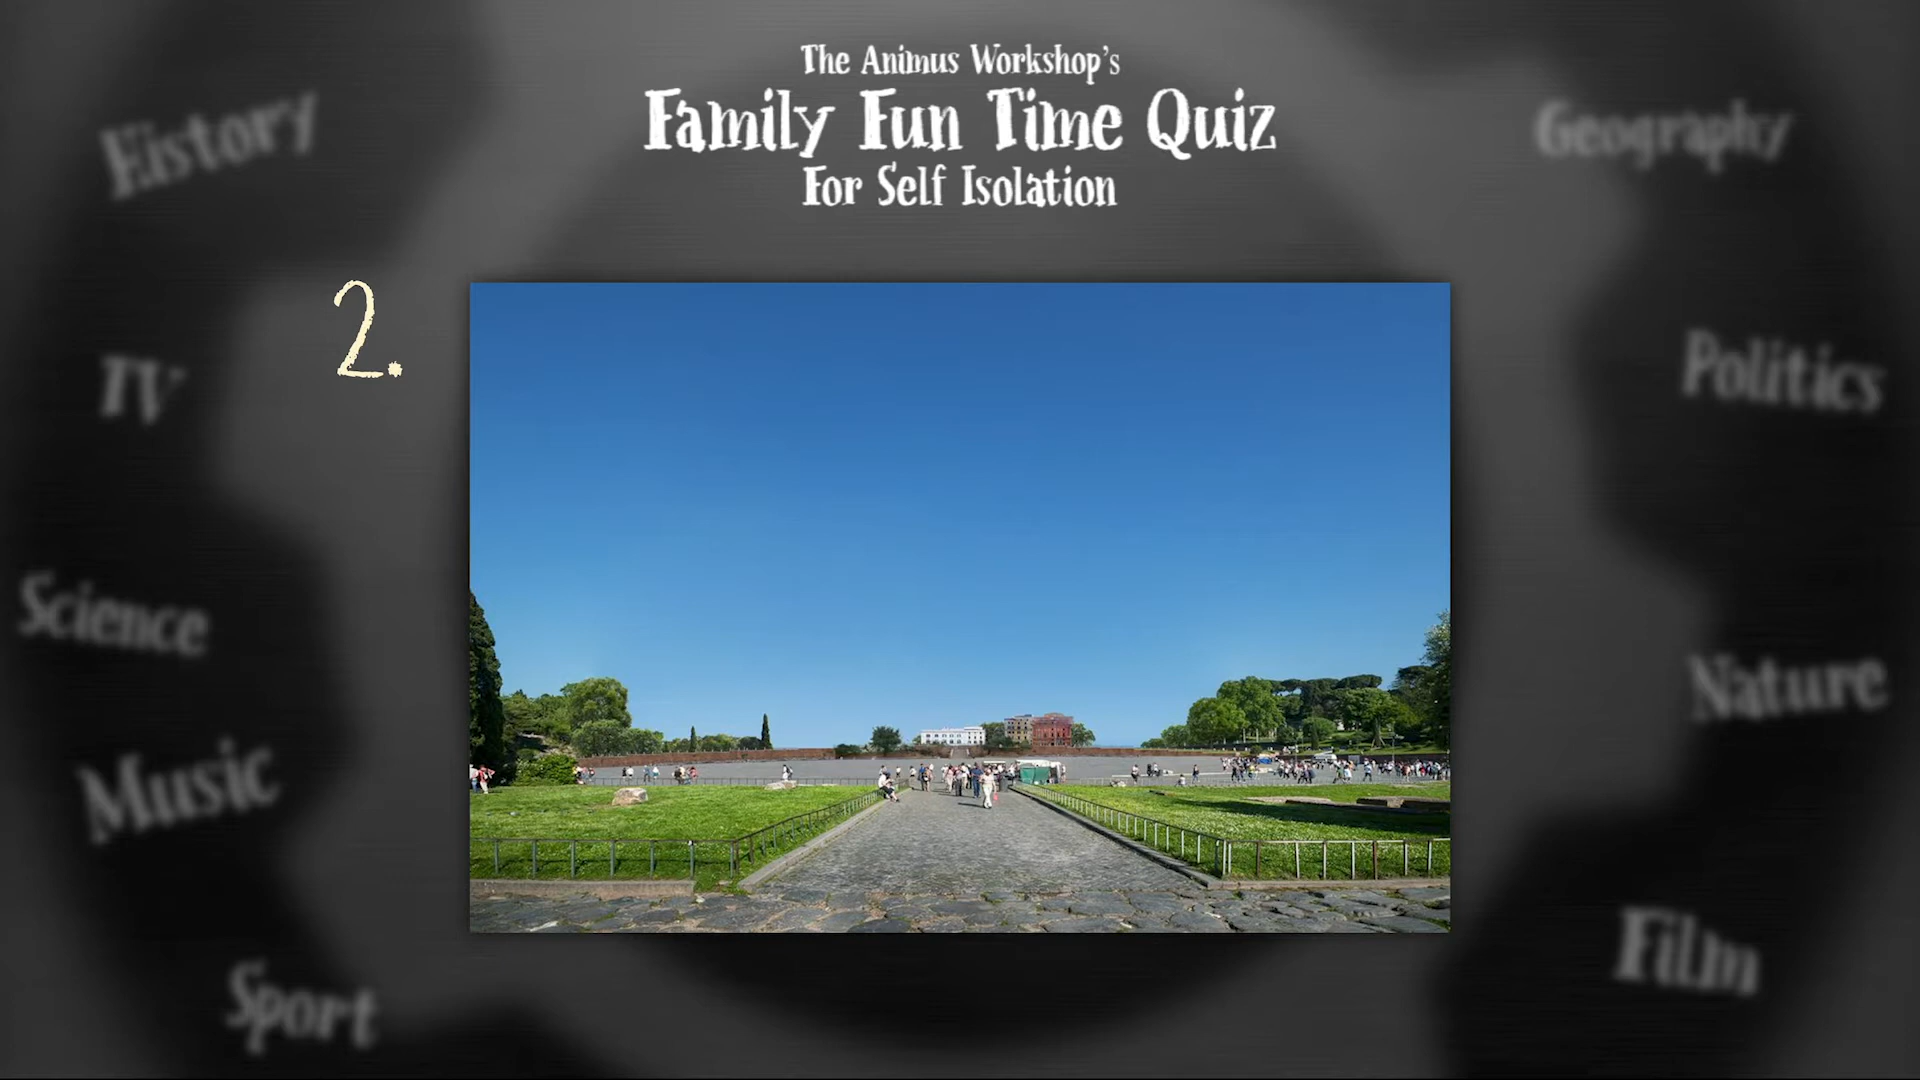 The Animus Workshop's
Family Fun Time Quiz
For Self Isolation
History
Geography
2.
TV
Politics
Science
Nature
Music
Film
Sport